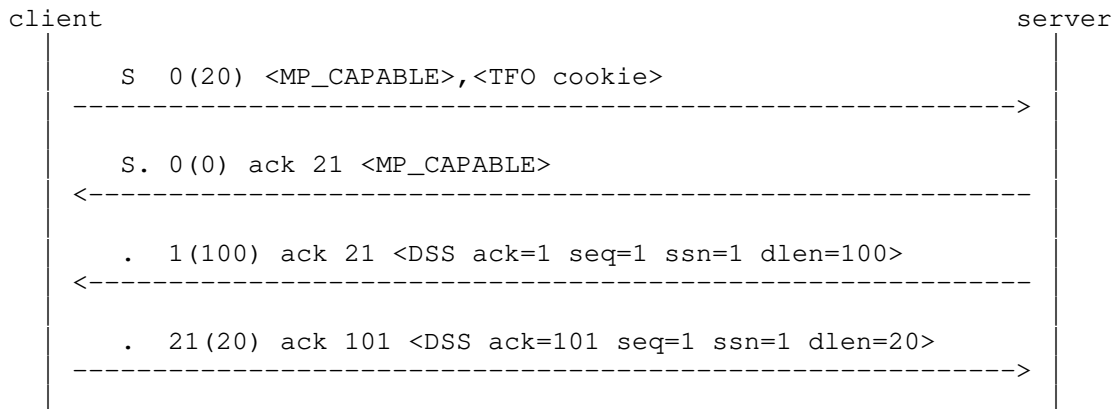 client server
S 0(20) <MP_CAPABLE>,<TFO cookie>
S. 0(0) ack 21 <MP_CAPABLE>
. 1(100) ack 21 <DSS ack=1 seq=1 ssn=1 dlen=100>
. 21(20) ack 101 <DSS ack=101 seq=1 ssn=1 dlen=20>